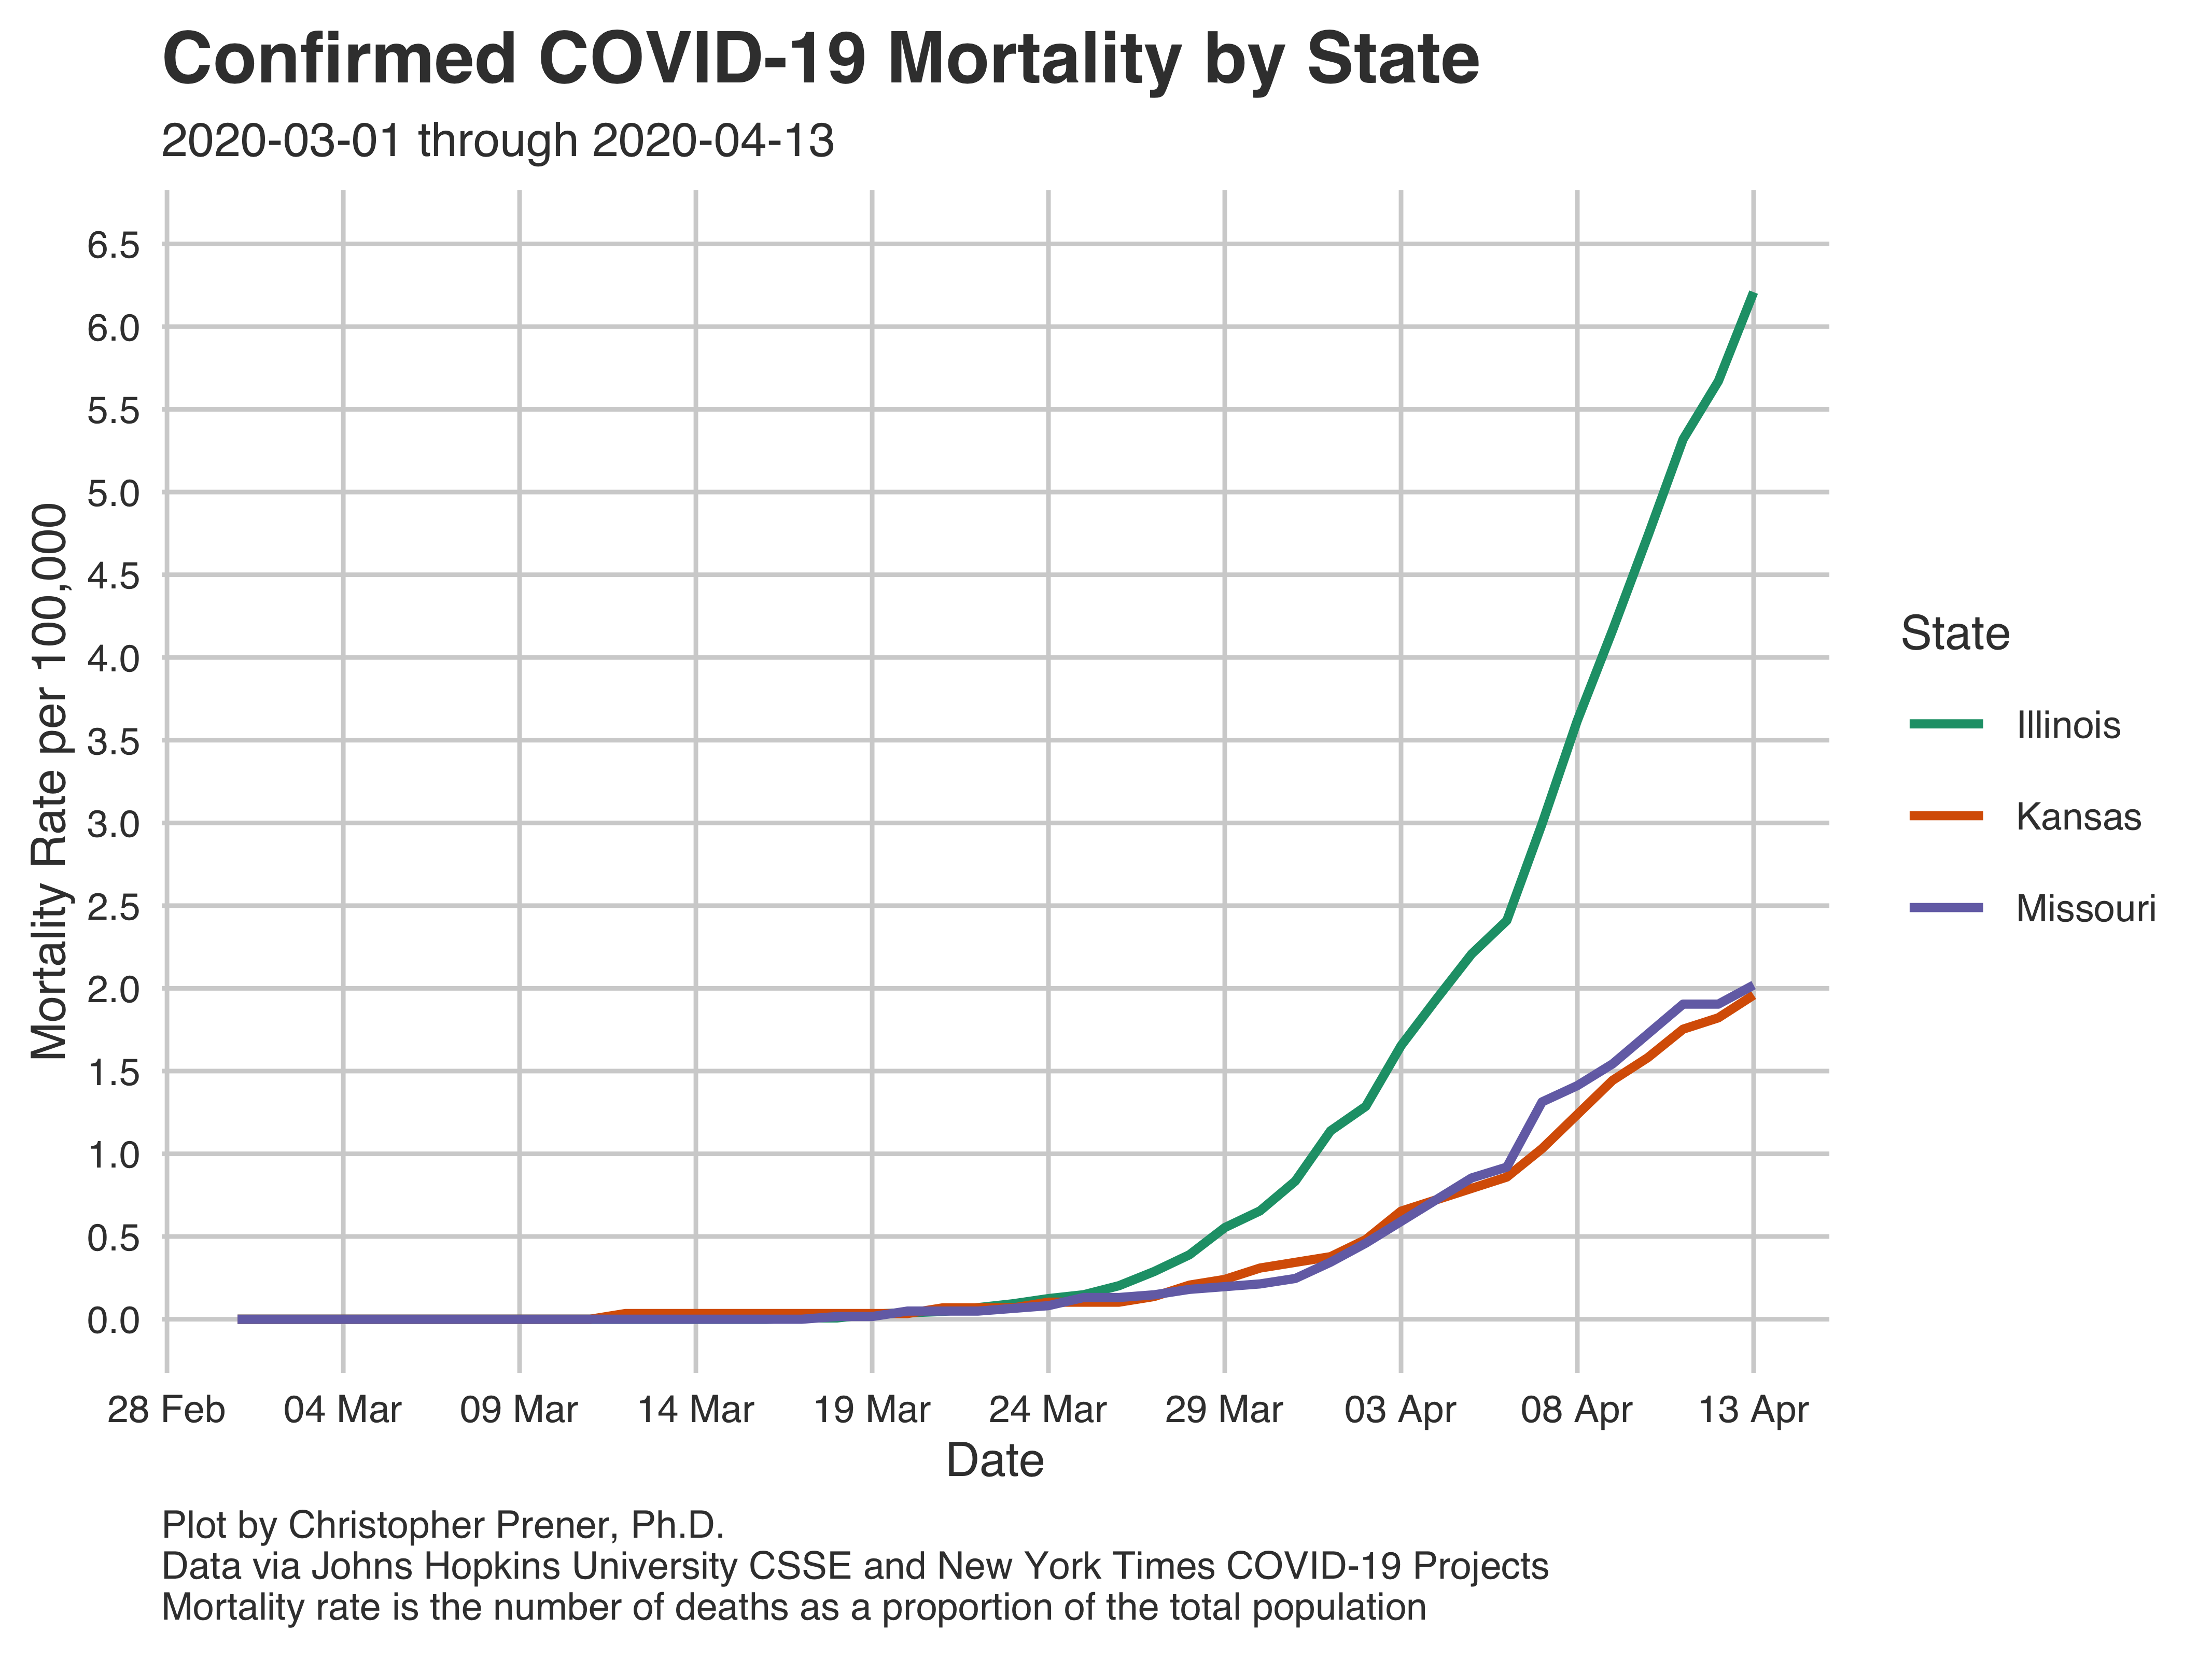 Confirmed COVID-19 Mortality by State
2020-03-01 through 2020-04-13
Mortality Rate per 100,000
6.5
6.0
5.5
5.0
4.5
4.0
3.5
3.0
2.5
2.0
1.5
1.0
0.5
0.0
28 Feb
04 Mar
09 Mar
14 Mar
19 Mar
24 Mar
29 Mar
03 Apr
08 Apr
13 Apr
Date
State
Illinois
Kansas
Missouri
Plot by Christopher Prener, Ph.D.
Data via Johns Hopkins University CSSE and New York Times COVID-19 Projects
Mortality rate is the number of deaths as a proportion of the total population